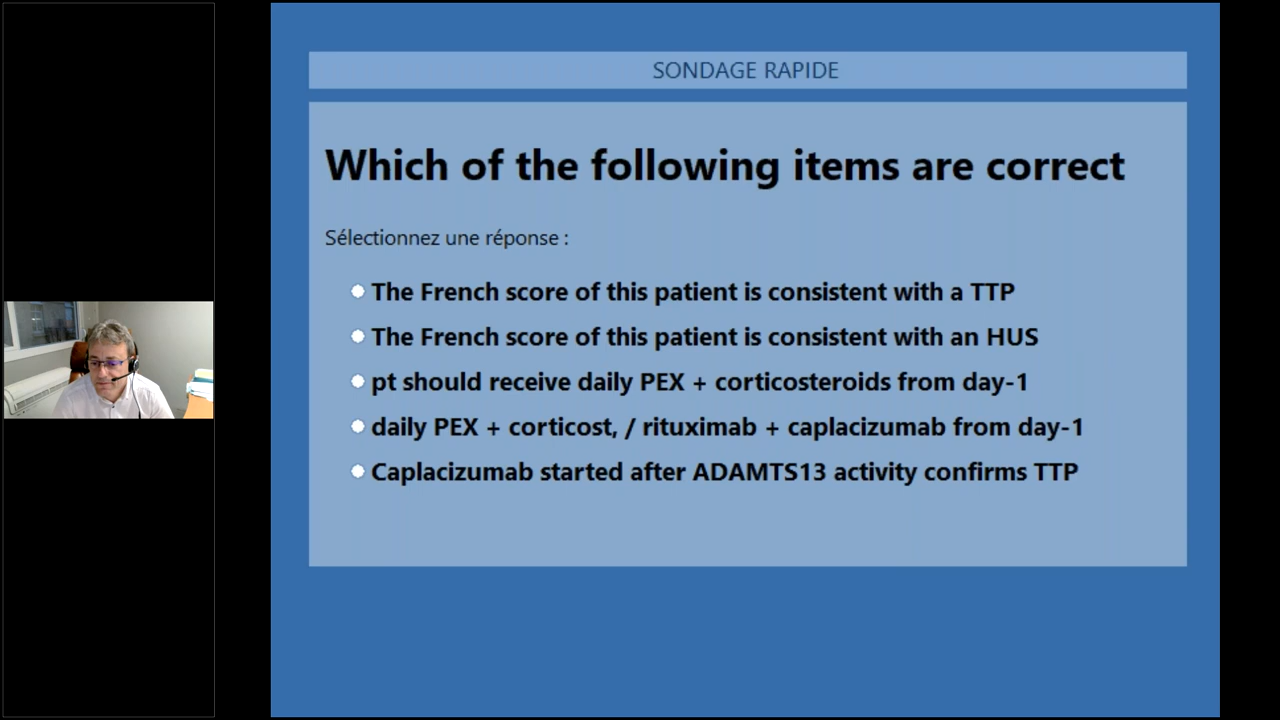 SONDAGE RAPIDE
Which of the following items are correct
Sélectionnez une réponse :
The French score of this patient is consistent with a TTP
The French score of this patient is consistent with an HUS
pt should receive daily PEX + corticosteroids from day-1
daily PEX + corticost, / rituximab + caplacizumab from day-1
Caplacizumab started after ADAMTS13 activity confirms TTP